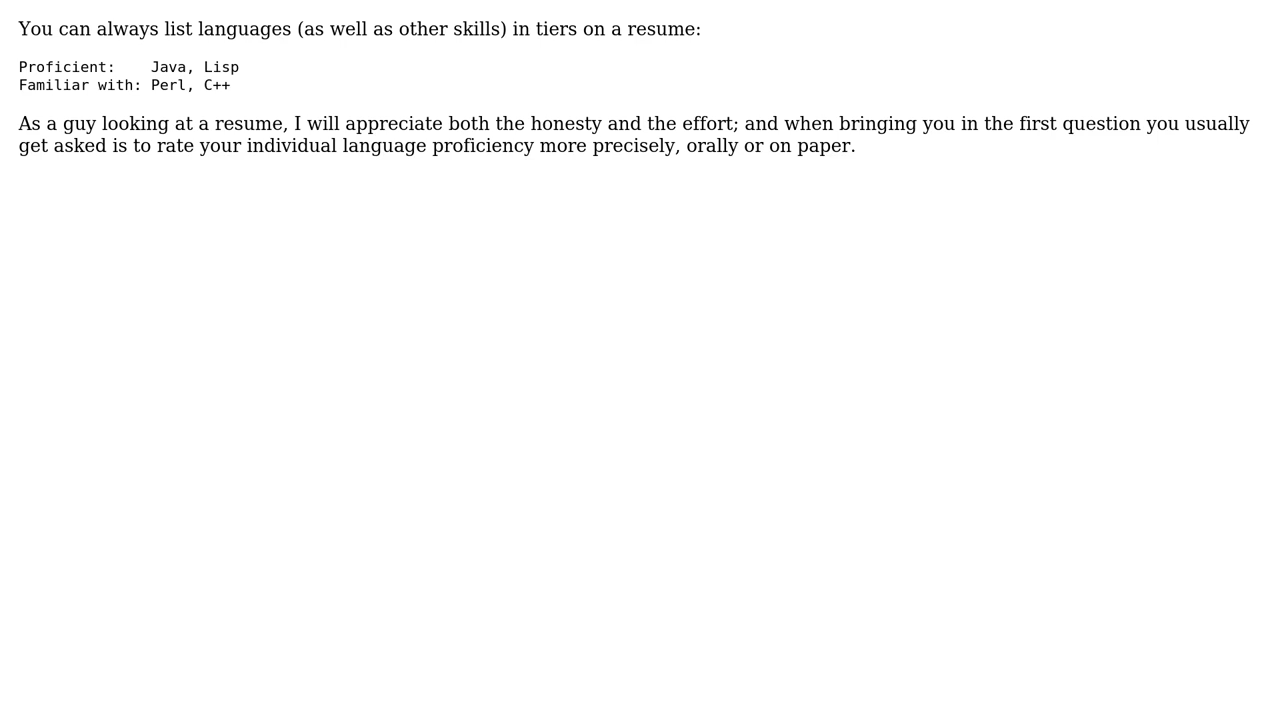 You can always list languages (as well as other skills) in tiers on a resume:
Proficient:    Java, Lisp
Familiar with: Perl, C++
As a guy looking at a resume, I will appreciate both the honesty and the effort; and when bringing you in the first question you usually
get asked is to rate your individual language proficiency more precisely, orally or on paper.